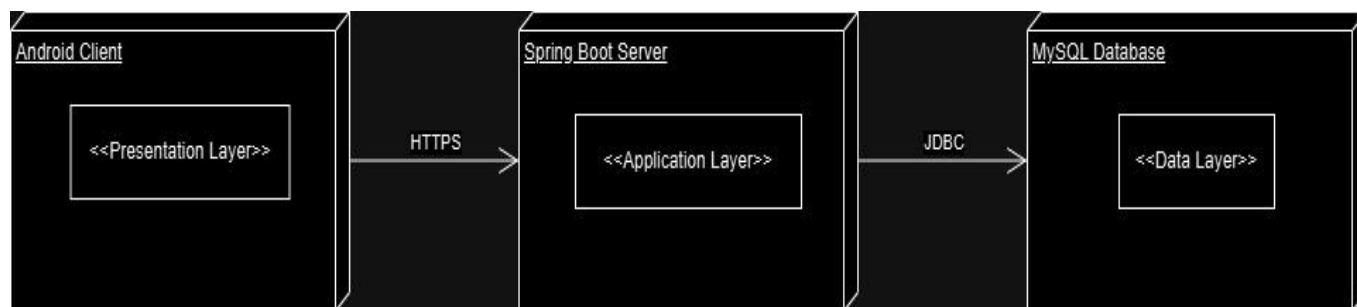 Android Client
<<Presentation Layer>>
HTTPS
Spring Boot Server
<<Application Layer>>
JDBC
MySQL Database
<<Data Layer>>